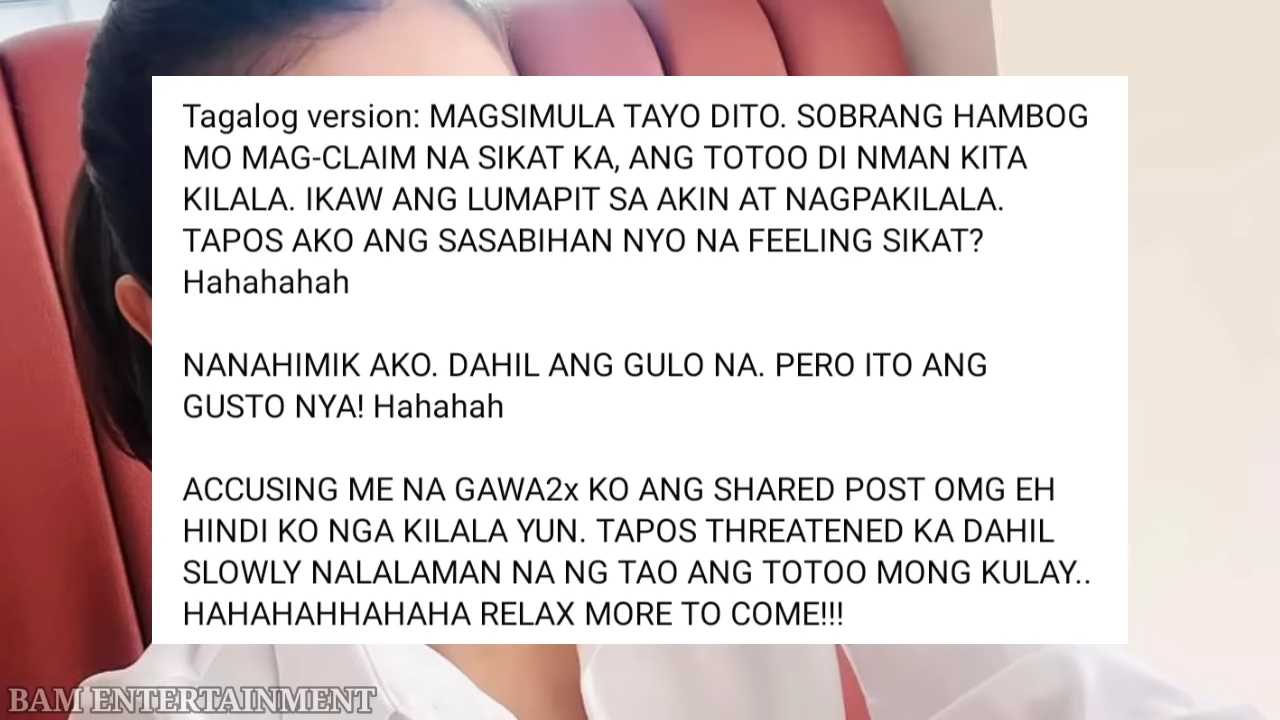 Tagalog version: MAGSIMULA TAYO DITO. SOBRANG HAMBOG
MO MAG-CLAIM NA SIKAT KA, ANG TOTOO DI NMAN KITA
KILALA. IKAW ANG LUMAPIT SA AKIN AT NAGPAKILALA.
TAPOS AKO ANG SASABIHAN NYO NA FEELING SIKAT?
Hahahahah
NANAHIMIK AKO. DAHIL ANG GULO NA. PERO ITO ANG
GUSTO NYA! Hahahah
ACCUSING ME NA GAWA2x KO ANG SHARED POST OMG EH
HINDI KO NGA KILALA YUN. TAPOS THREATENED KA DAHIL
SLOWLY NALALAMAN NA NG TAO ANG TOTOO MONG KULAY..
HAHAHAHHAHAHA RELAX MORE TO COME!!!
BAM ENTERTAINMENT